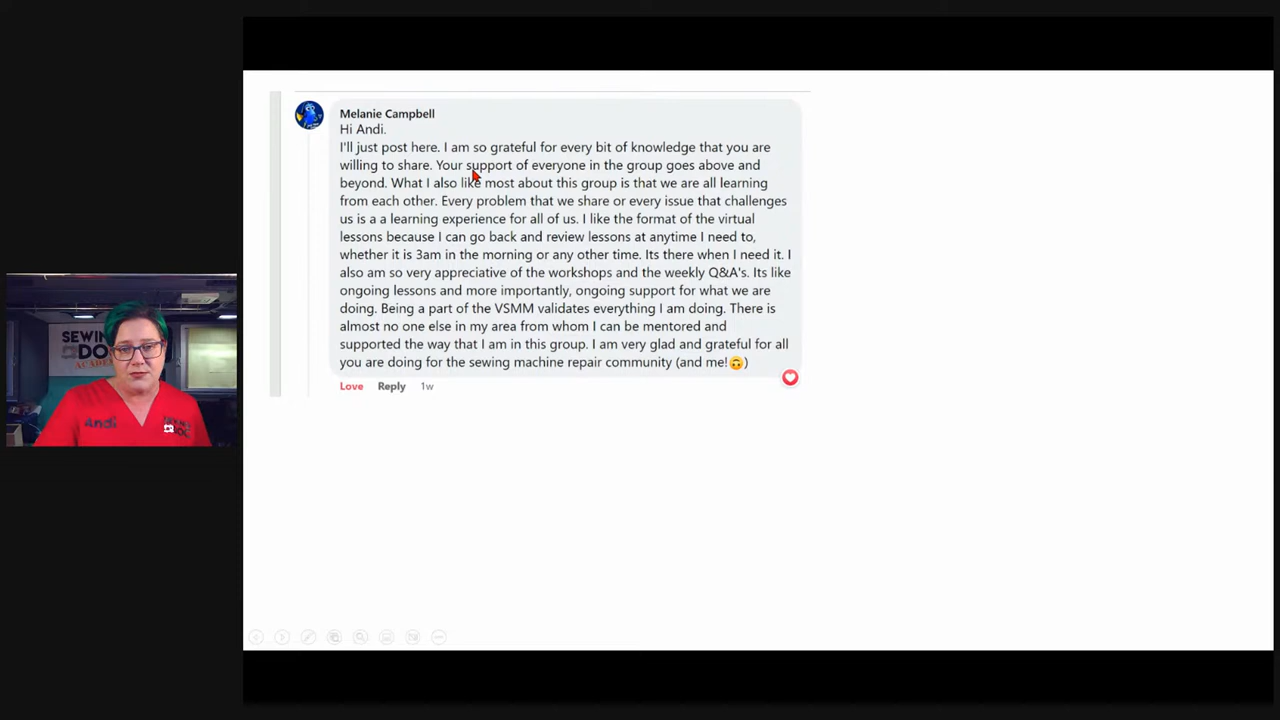 Melanie Campbell
Hi Andi.
I'll just post here. I am so grateful for every bit of knowledge that you are
willing to share. Your support of everyone in the group goes above and
beyond. What I also like most about this group is that we are all learning
from each other. Every problem that we share or every issue that challenges
us is a a learning experience for all of us. I like the format of the virtual
lessons because I can go back and review lessons at anytime I need to,
whether it is 3am in the morning or any other time. Its there when I need it. I
also am so very appreciative of the workshops and the weekly Q&A's. Its like
ongoing lessons and more importantly, ongoing support for what we are
doing. Being a part of the VSMM validates everything I am doing. There is
almost no one else in my area from whom I can be mentored and
supported the way that I am in this group. I am very glad and grateful for all
you are doing for the sewing machine repair community (and me!🙃)
Love Reply 1w
SEWING
DOC
ACADEMY
Andi